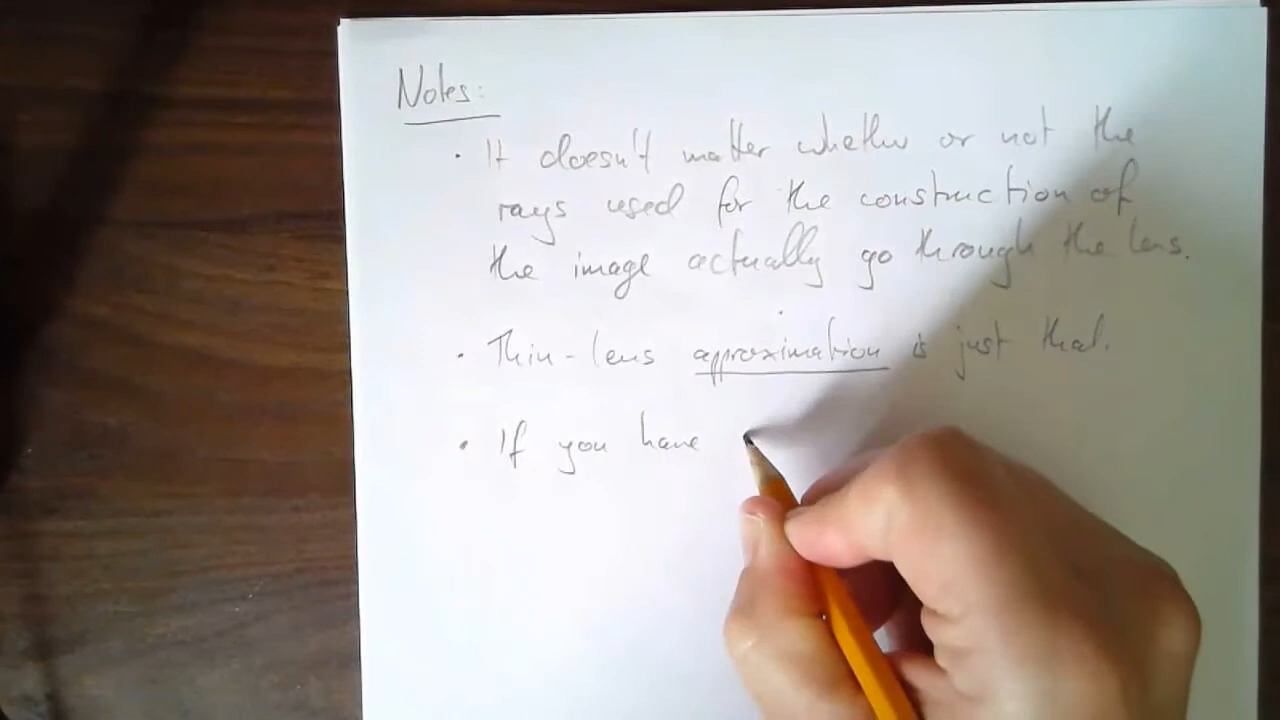 Notes:
• It doesn't matter whether or not the
rays used for the construction of
the image actually go through the lens.
• Thin-lens approximation is just that.
• If you have